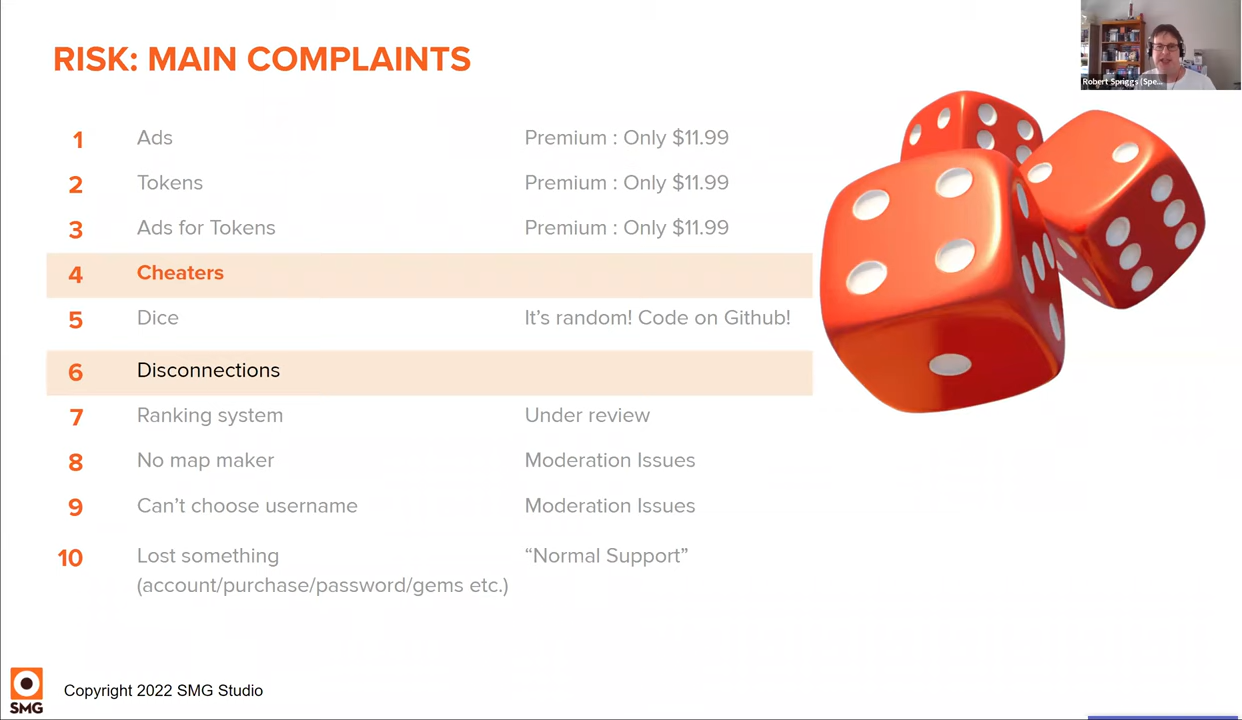 RISK: MAIN COMPLAINTS
Robert Spriggs (Spe...
1 Ads Premium : Only $11.99
2 Tokens Premium : Only $11.99
3 Ads for Tokens Premium : Only $11.99
4 Cheaters
5 Dice It's random! Code on Github!
6 Disconnections
7 Ranking system Under review
8 No map maker Moderation Issues
9 Can't choose username Moderation Issues
10 Lost something “Normal Support”
(account/purchase/password/gems etc.)
SMG
Copyright 2022 SMG Studio